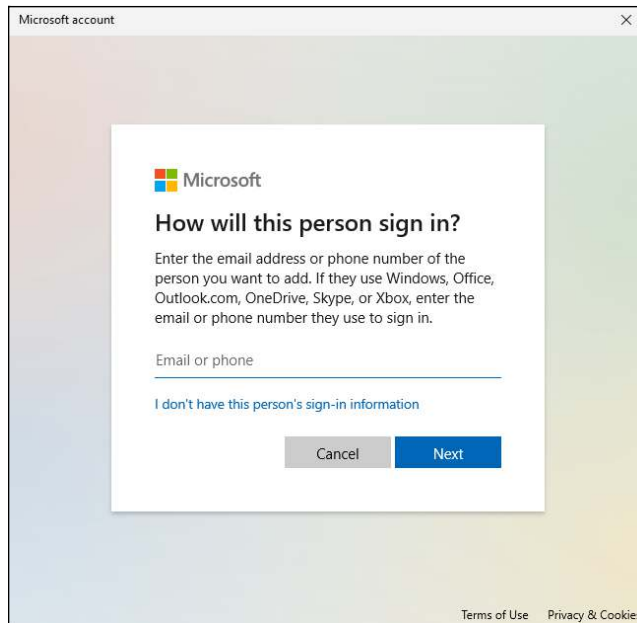 Microsoft account
Microsoft
How will this person sign in?
Enter the email address or phone number of the
person you want to add. If they use Windows, Office,
Outlook.com, OneDrive, Skype, or Xbox, enter the
email or phone number they use to sign in.
Email or phone
I don't have this person's sign-in information
Cancel Next
Terms of Use Privacy & Cookie